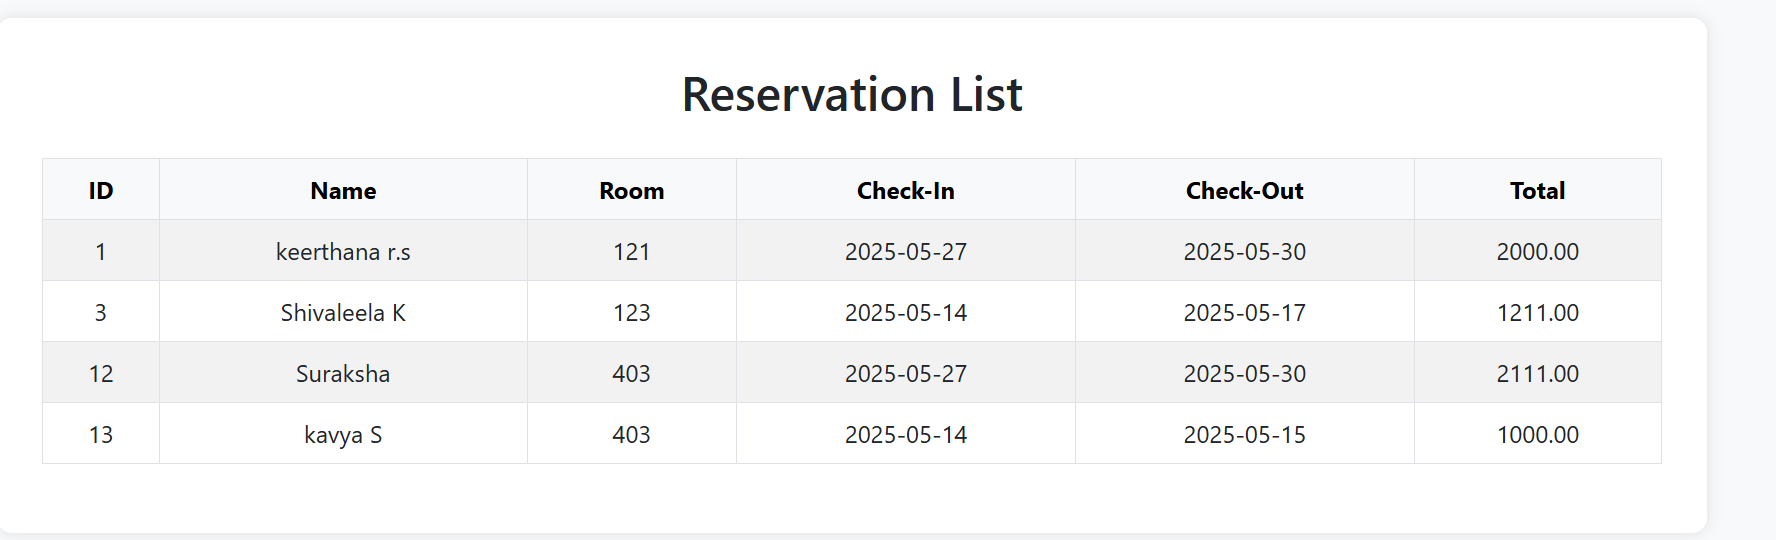 Reservation List
ID Name Room Check-In Check-Out Total
1 keerthana r.s 121 2025-05-27 2025-05-30 2000.00
3 Shivaleela K 123 2025-05-14 2025-05-17 1211.00
12 Suraksha 403 2025-05-27 2025-05-30 2111.00
13 kavya S 403 2025-05-14 2025-05-15 1000.00